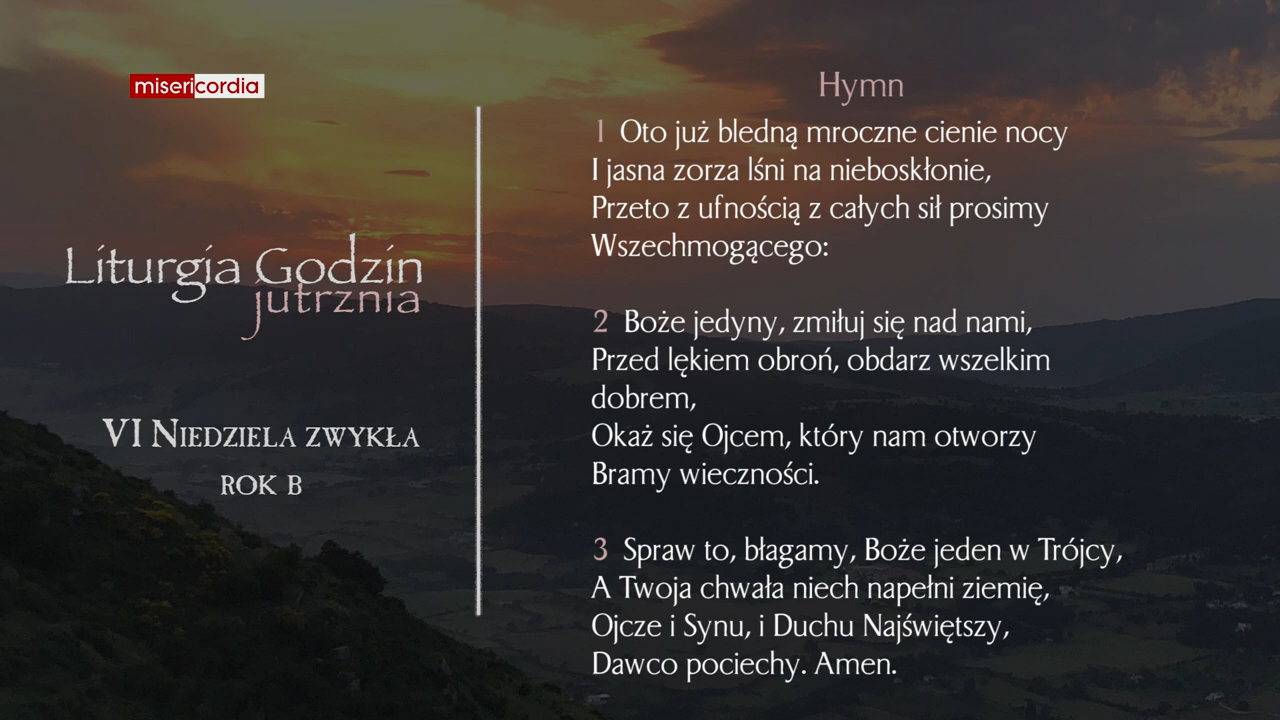 misericordia
Liturgia Godzin
jutrznia
VI Niedziela zwykła
rok B
Hymn
1 Oto już bledną mroczne cienie nocy
I jasna zorza lśni na nieboskłonie,
Przeto z ufnością z całych sił prosimy
Wszechmogącego:
2 Boże jedyny, zmiłuj się nad nami,
Przed lękiem obroń, obdarz wszelkim
dobrem,
Okaż się Ojcem, który nam otworzy
Bramy wieczności.
3 Spraw to, błagamy, Boże jeden w Trójcy,
A Twoja chwała niech napełni ziemię,
Ojcze i Synu, i Duchu Najświętszy,
Dawco pociechy. Amen.